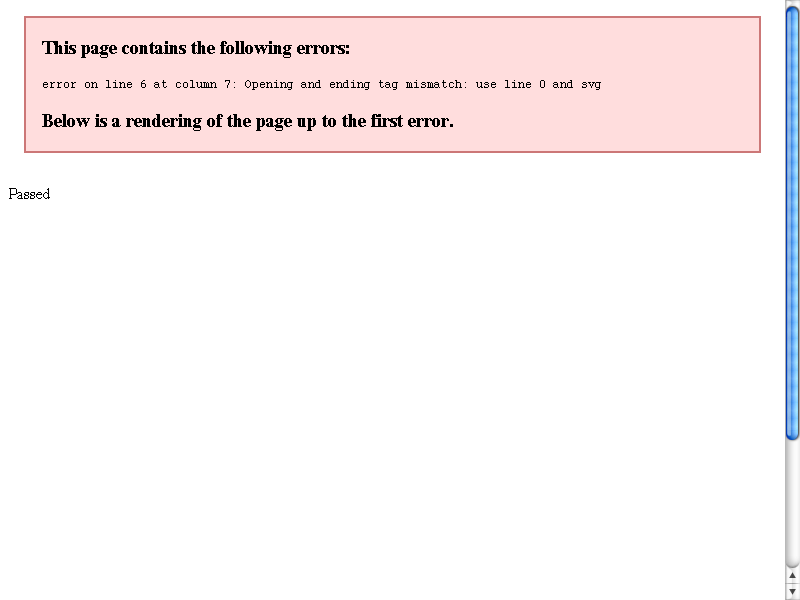 This page contains the following errors:
error on line 6 at column 7: Opening and ending tag mismatch: use line 0 and svg
Below is a rendering of the page up to the first error.
Passed